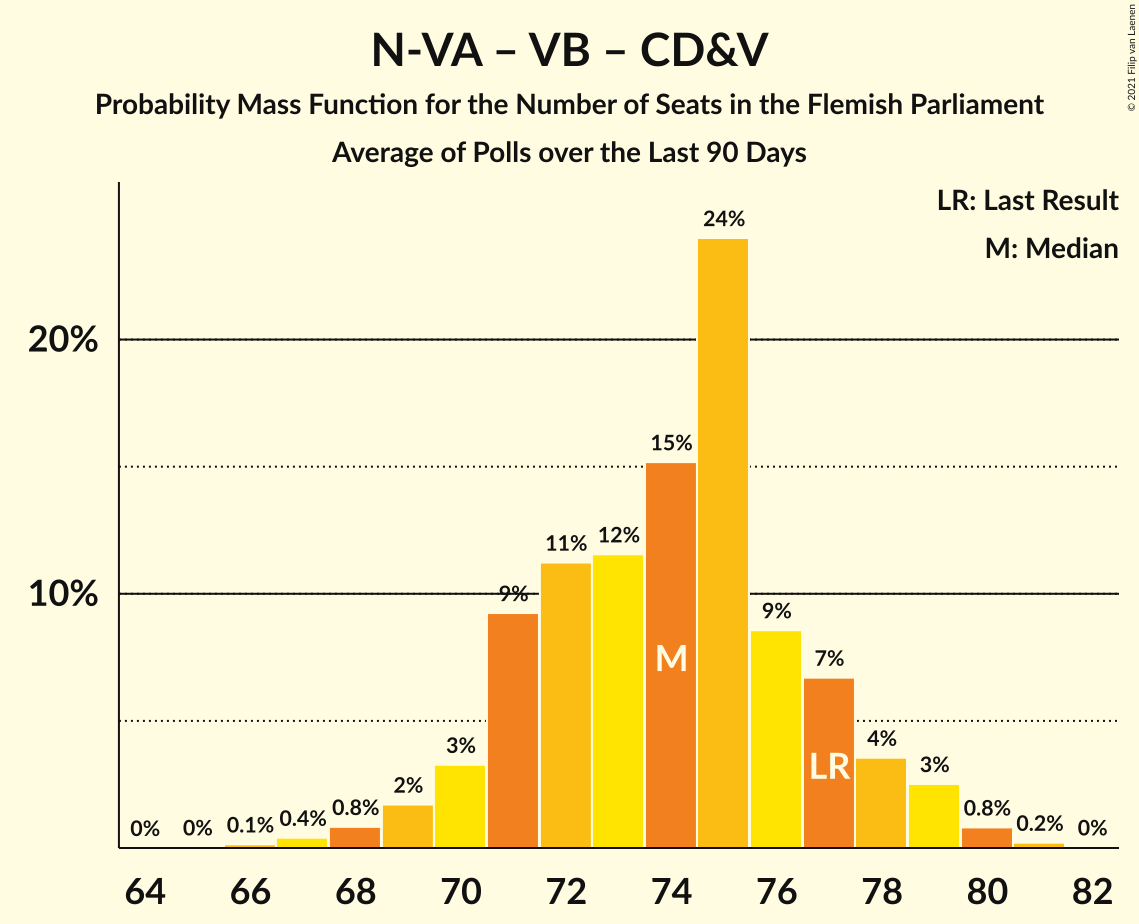 N-VA – VB – CD&V
Probability Mass Function for the Number of Seats in the Flemish Parliament
Average of Polls over the Last 90 Days
© 2021 Filip van Laenen
LR: Last Result
M: Median
24%
20%
15%
12%
11%
10%
9%
9%
M
7%
4%
3%
3%
LR
2%
0.8%
0.8%
0.4%
0.2%
0.1%
0%
0%
0%
64 66 68 70 72 74 76 78 80 82